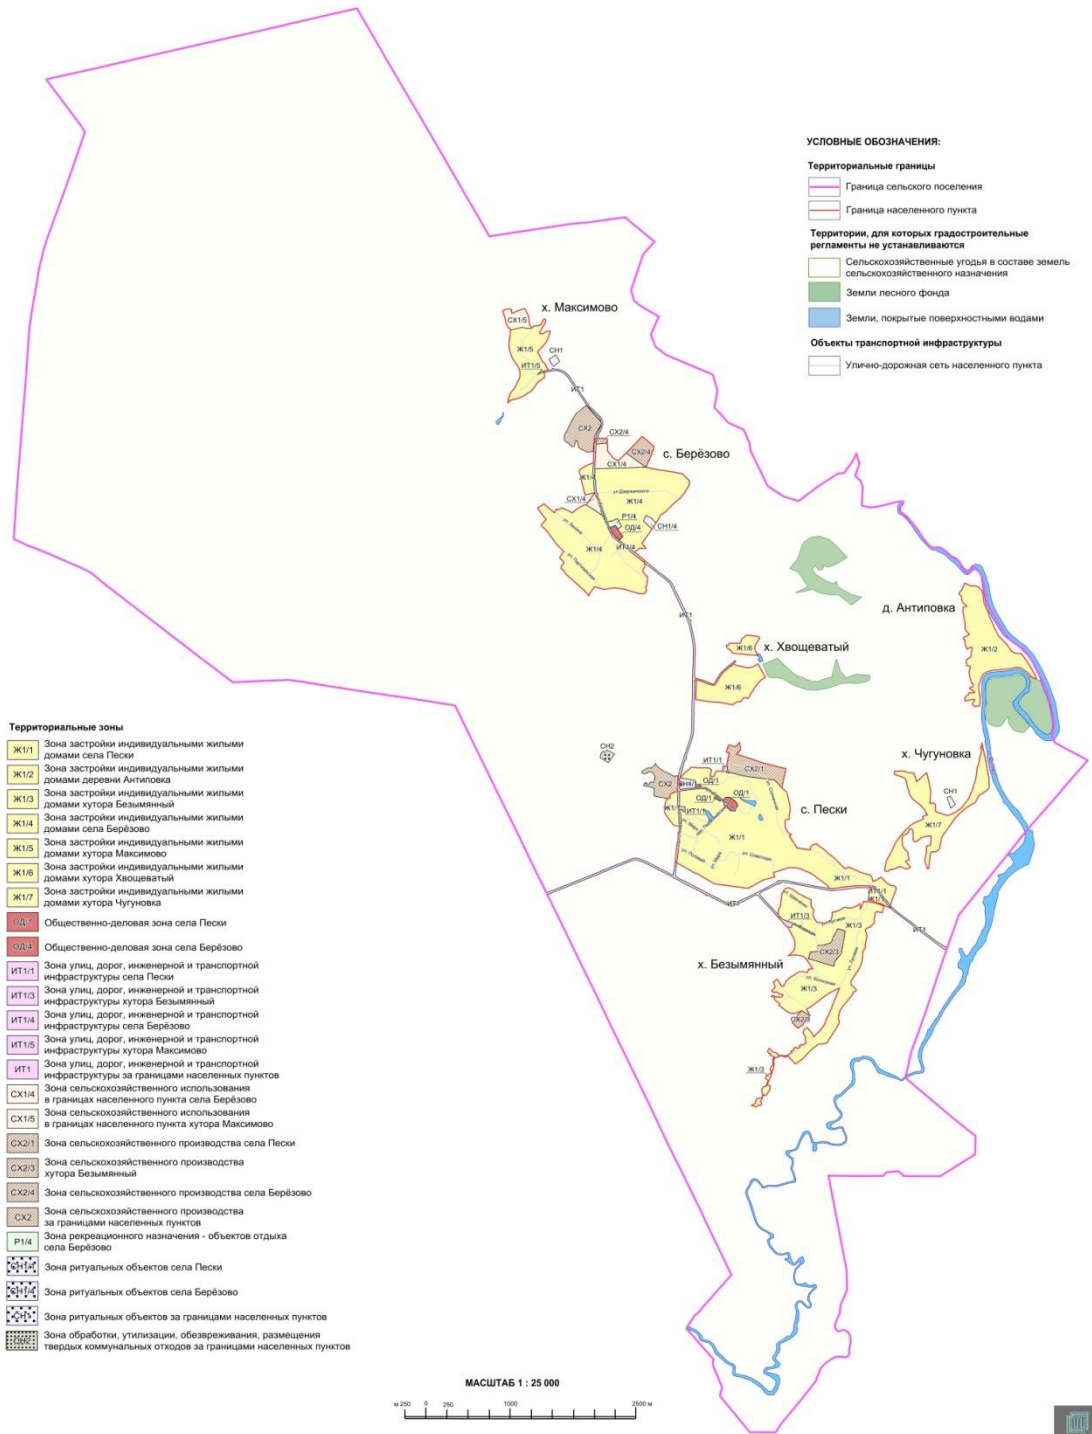 УСЛОВНЫЕ ОБОЗНАЧЕНИЯ:
Территориальные границы
Граница сельского поселения
Граница населенного пункта
Территории, для которых градостроительные
регламенты не устанавливаются
Сельскохозяйственные угодья в составе земель
сельскохозяйственного назначения
Земли лесного фонда
Земли, покрытые поверхностными водами
Объекты транспортной инфраструктуры
Улично-дорожная сеть населенного пункта
х. Максимово
СХ1/5
Ж1/5
СН1
ИТ1/5
ИТ1
СХ2
СХ2/4
СХ2/4
с. Берёзово
СХ1/4
Ж1/4
ул.Дзержинского
СХ1/4
Ж1/4
Р1/4
ОД/4
СН1/4
ул. Ленина
Ж1/4
ИТ1/4
ул. Партизанская
ИТ1
д. Антиповка
Ж1/2
х. Хвощеватый
Ж1/6
Ж1/6
х. Чугуновка
СН1
Ж1/7
СН2
ИТ1/1
СХ2/1
СХ2
ОД/1
ОД/1
ОД/1
с. Пески
Ж1/1
ИТ1/1
Ж1/1
ул. Советская
Ж1/1
ИТ1/1
Ж1/1
ИТ1
ИТ1/3
Ж1/3
ИТ1
СХ2/3
х. Безымянный
Ж1/3
СХ2/3
Ж1/3
Территориальные зоны
Ж1/1 Зона застройки индивидуальными жилыми
домами села Пески
Ж1/2 Зона застройки индивидуальными жилыми
домами деревни Антиповка
Ж1/3 Зона застройки индивидуальными жилыми
домами хутора Безымянный
Ж1/4 Зона застройки индивидуальными жилыми
домами села Берёзово
Ж1/5 Зона застройки индивидуальными жилыми
домами хутора Максимово
Ж1/6 Зона застройки индивидуальными жилыми
домами хутора Хвощеватый
Ж1/7 Зона застройки индивидуальными жилыми
домами хутора Чугуновка
ОД/1 Общественно-деловая зона села Пески
ОД/4 Общественно-деловая зона села Берёзово
ИТ1/1 Зона улиц, дорог, инженерной и транспортной
инфраструктуры села Пески
ИТ1/3 Зона улиц, дорог, инженерной и транспортной
инфраструктуры хутора Безымянный
ИТ1/4 Зона улиц, дорог, инженерной и транспортной
инфраструктуры села Берёзово
ИТ1/5 Зона улиц, дорог, инженерной и транспортной
инфраструктуры хутора Максимово
ИТ1 Зона улиц, дорог, инженерной и транспортной
инфраструктуры за границами населенных пунктов
СХ1/4 Зона сельскохозяйственного использования
в границах населенного пункта села Берёзово
СХ1/5 Зона сельскохозяйственного использования
в границах населенного пункта хутора Максимово
СХ2/1 Зона сельскохозяйственного производства села Пески
СХ2/3 Зона сельскохозяйственного производства
хутора Безымянный
СХ2/4 Зона сельскохозяйственного производства села Берёзово
СХ2 Зона сельскохозяйственного производства
за границами населенных пунктов
Р1/4 Зона рекреационного назначения - объектов отдыха
села Берёзово
СН1/1 Зона ритуальных объектов села Пески
СН1/4 Зона ритуальных объектов села Берёзово
СН1 Зона ритуальных объектов за границами населенных пунктов
СН2 Зона обработки, утилизации, обезвреживания, размещения
твердых коммунальных отходов за границами населенных пунктов
МАСШТАБ 1 : 25 000
м 250 0 250 1000 2500 м